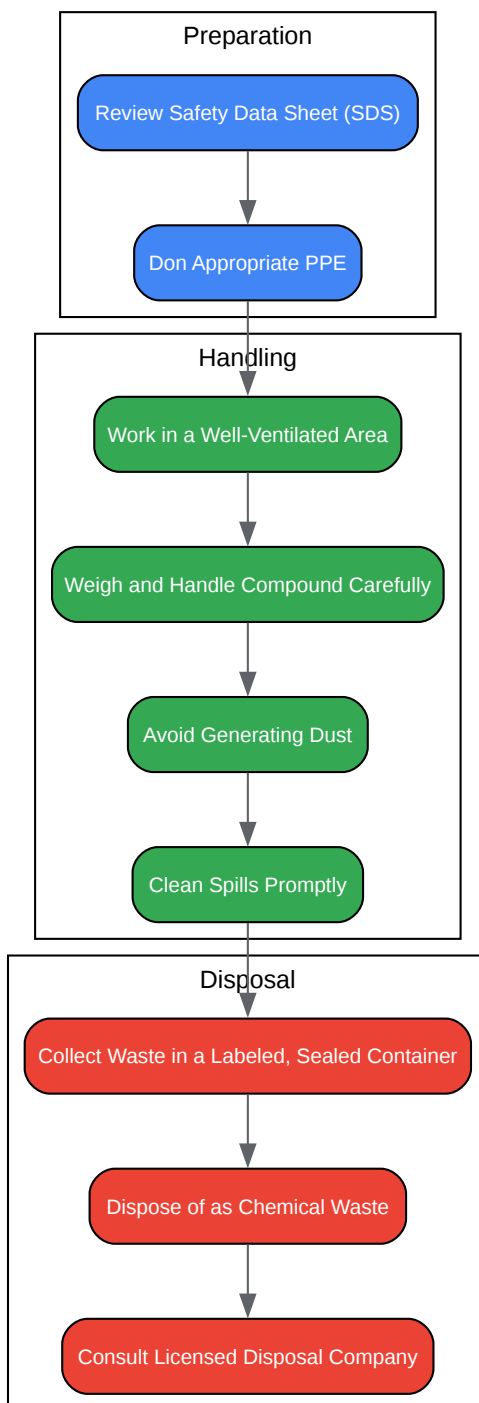 Preparation
Review Safety Data Sheet (SDS)
Don Appropriate PPE
Handling
Work in a Well-Ventilated Area
Weigh and Handle Compound Carefully
Avoid Generating Dust
Clean Spills Promptly
Disposal
Collect Waste in a Labeled, Sealed Container
Dispose of as Chemical Waste
Consult Licensed Disposal Company